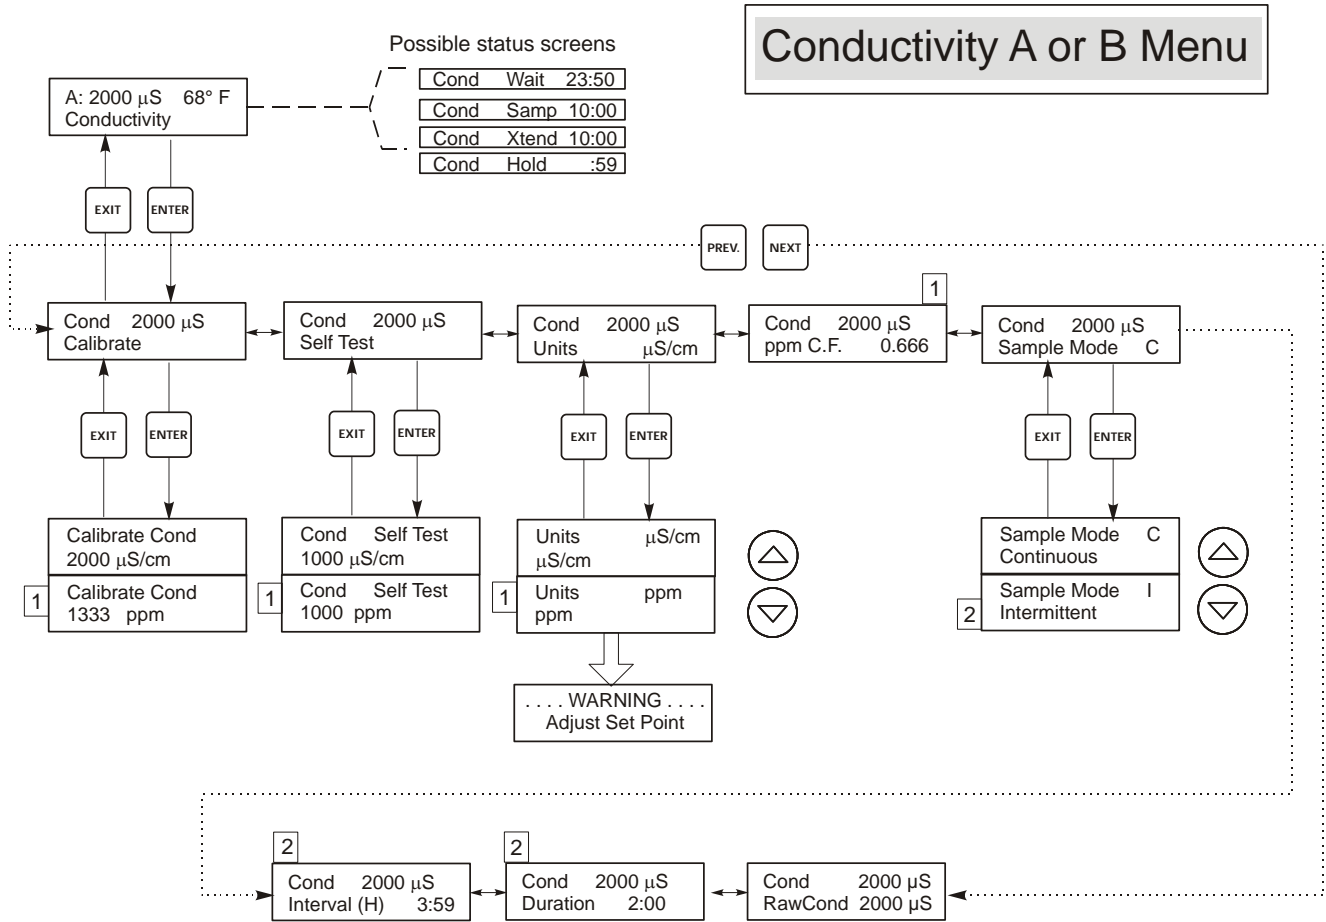 Conductivity A or B Menu
Possible status screens
Cond Wait 23:50
Cond Samp 10:00
Cond Xtend 10:00
Cond Hold :59
A: 2000 µS 68° F
Conductivity
EXIT
ENTER
PREV.
NEXT
Cond 2000 µS
Calibrate
Cond 2000 µS
Self Test
Cond 2000 µS
Units µS/cm
1
Cond 2000 µS
ppm C.F. 0.666
Cond 2000 µS
Sample Mode C
EXIT
ENTER
EXIT
ENTER
EXIT
ENTER
EXIT
ENTER
Calibrate Cond
2000 µS/cm
1
Calibrate Cond
1333 ppm
Cond Self Test
1000 µS/cm
1
Cond Self Test
1000 ppm
Units µS/cm
µS/cm
1
Units ppm
ppm
Sample Mode C
Continuous
2
Sample Mode I
Intermittent
. . . . WARNING . . . .
Adjust Set Point
2
Cond 2000 µS
Interval (H) 3:59
2
Cond 2000 µS
Duration 2:00
Cond 2000 µS
RawCond 2000 µS